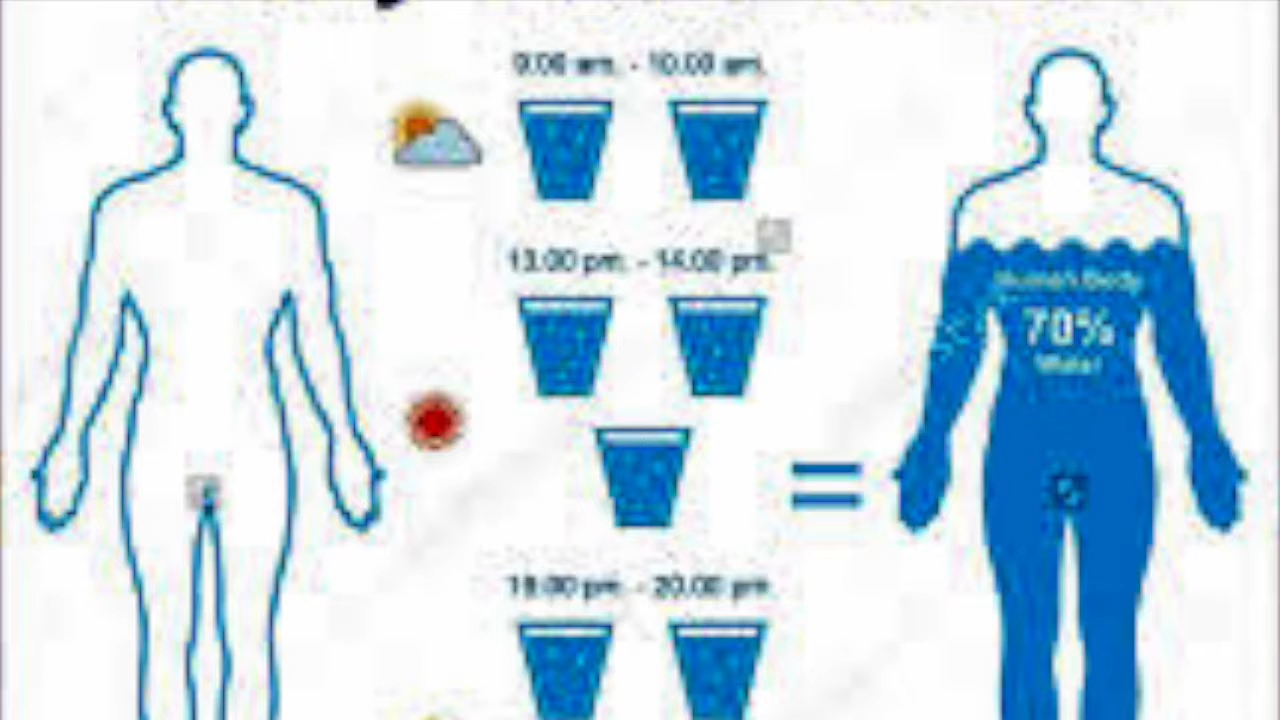 9.00 am. - 10.00 am.
13.00 pm. - 14.00 pm.
Human Body
70%
Water
19.00 pm. - 20.00 pm.